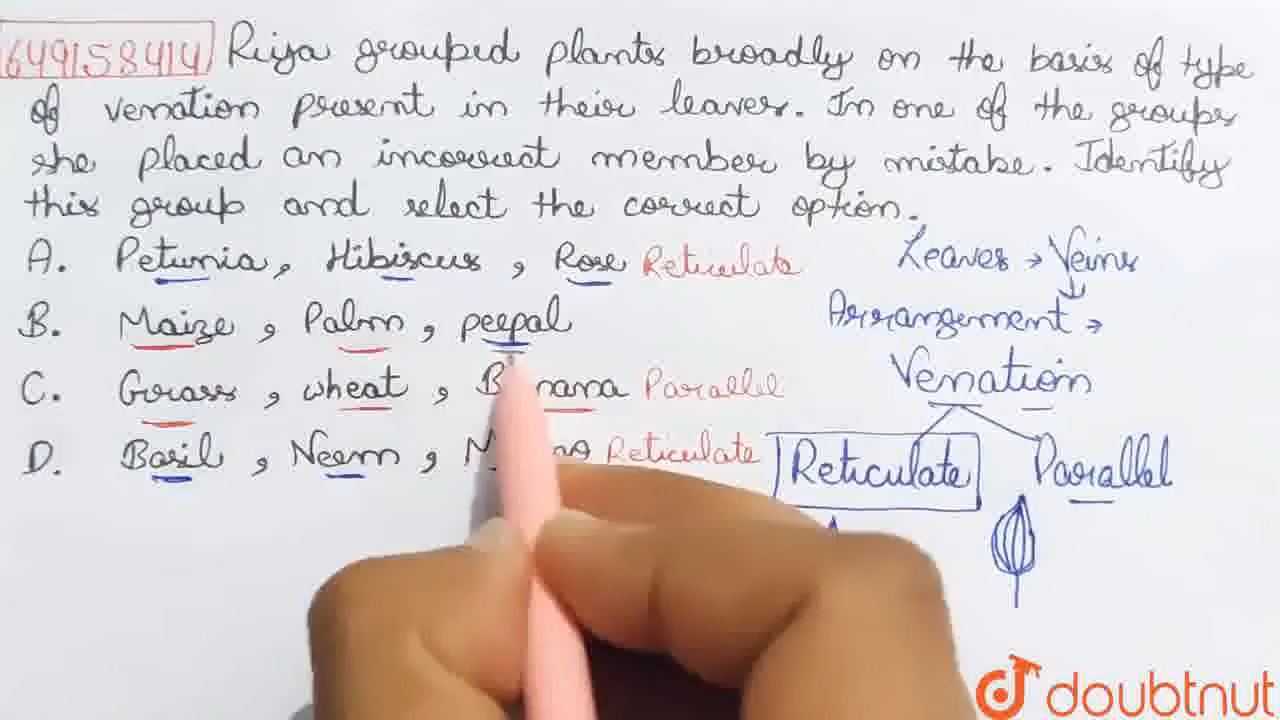 649158414 Riya grouped plants broadly on the basis of type
of venation present in their leaves. In one of the groups
she placed an incorrect member by mistake. Identify
this group and select the correct option.
A. Petunia, Hibiscus, Rose Reticulate
B. Maize, Palm, peepal
C. Grass, wheat, Banana Parallel
D. Basil, Neem, Reticulate
Leaves → Veins
Arrangement →
Venation
Reticulate Parallel
doubtnut